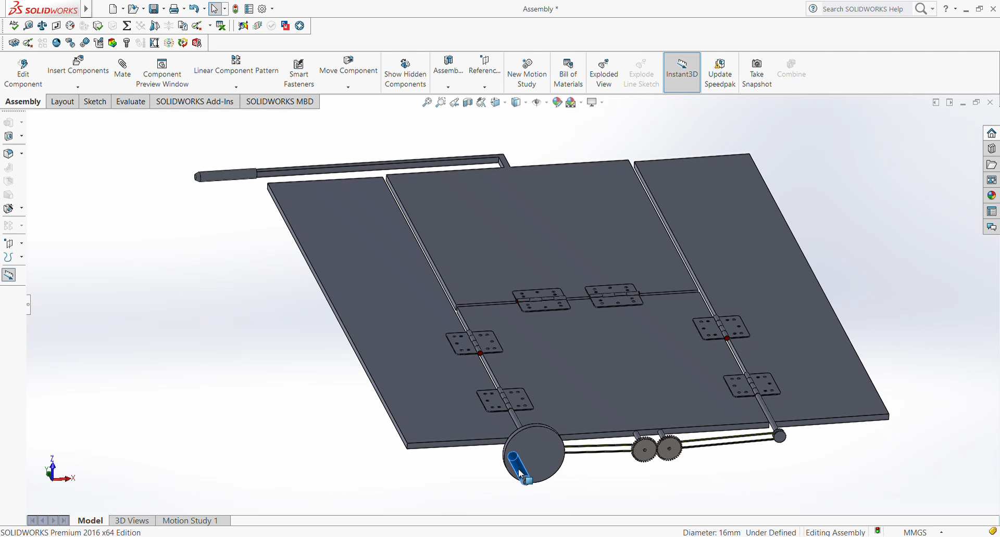 SOLIDWORKS
Assembly *
Search SOLIDWORKS Help
Abc
Edit Component
Insert Components
Mate
Component Preview Window
Linear Component Pattern
Smart Fasteners
Move Component
Show Hidden Components
Assemb...
Referenc...
New Motion Study
Bill of Materials
Exploded View
Explode Line Sketch
Instant3D
Update Speedpak
Take Snapshot
Combine
Assembly
Layout
Sketch
Evaluate
SOLIDWORKS Add-Ins
SOLIDWORKS MBD
Z
Y
X
Model
3D Views
Motion Study 1
SOLIDWORKS Premium 2016 x64 Edition
Diameter: 16mm
Under Defined
Editing Assembly
MMGS